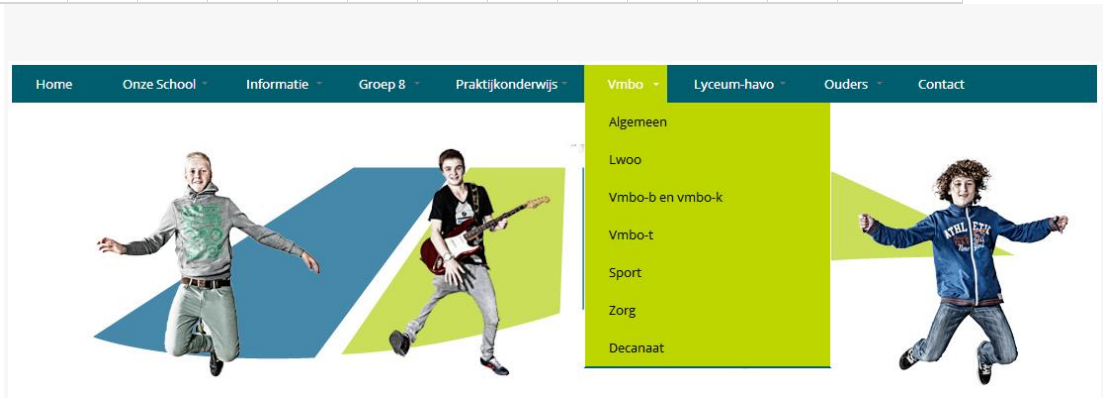 Home Onze School Informatie Groep 8 Praktijkonderwijs Vmbo Lyceum-havo Ouders Contact
Algemeen
Lwoo
Vmbo-b en vmbo-k
Vmbo-t
Sport
Zorg
Decanaat